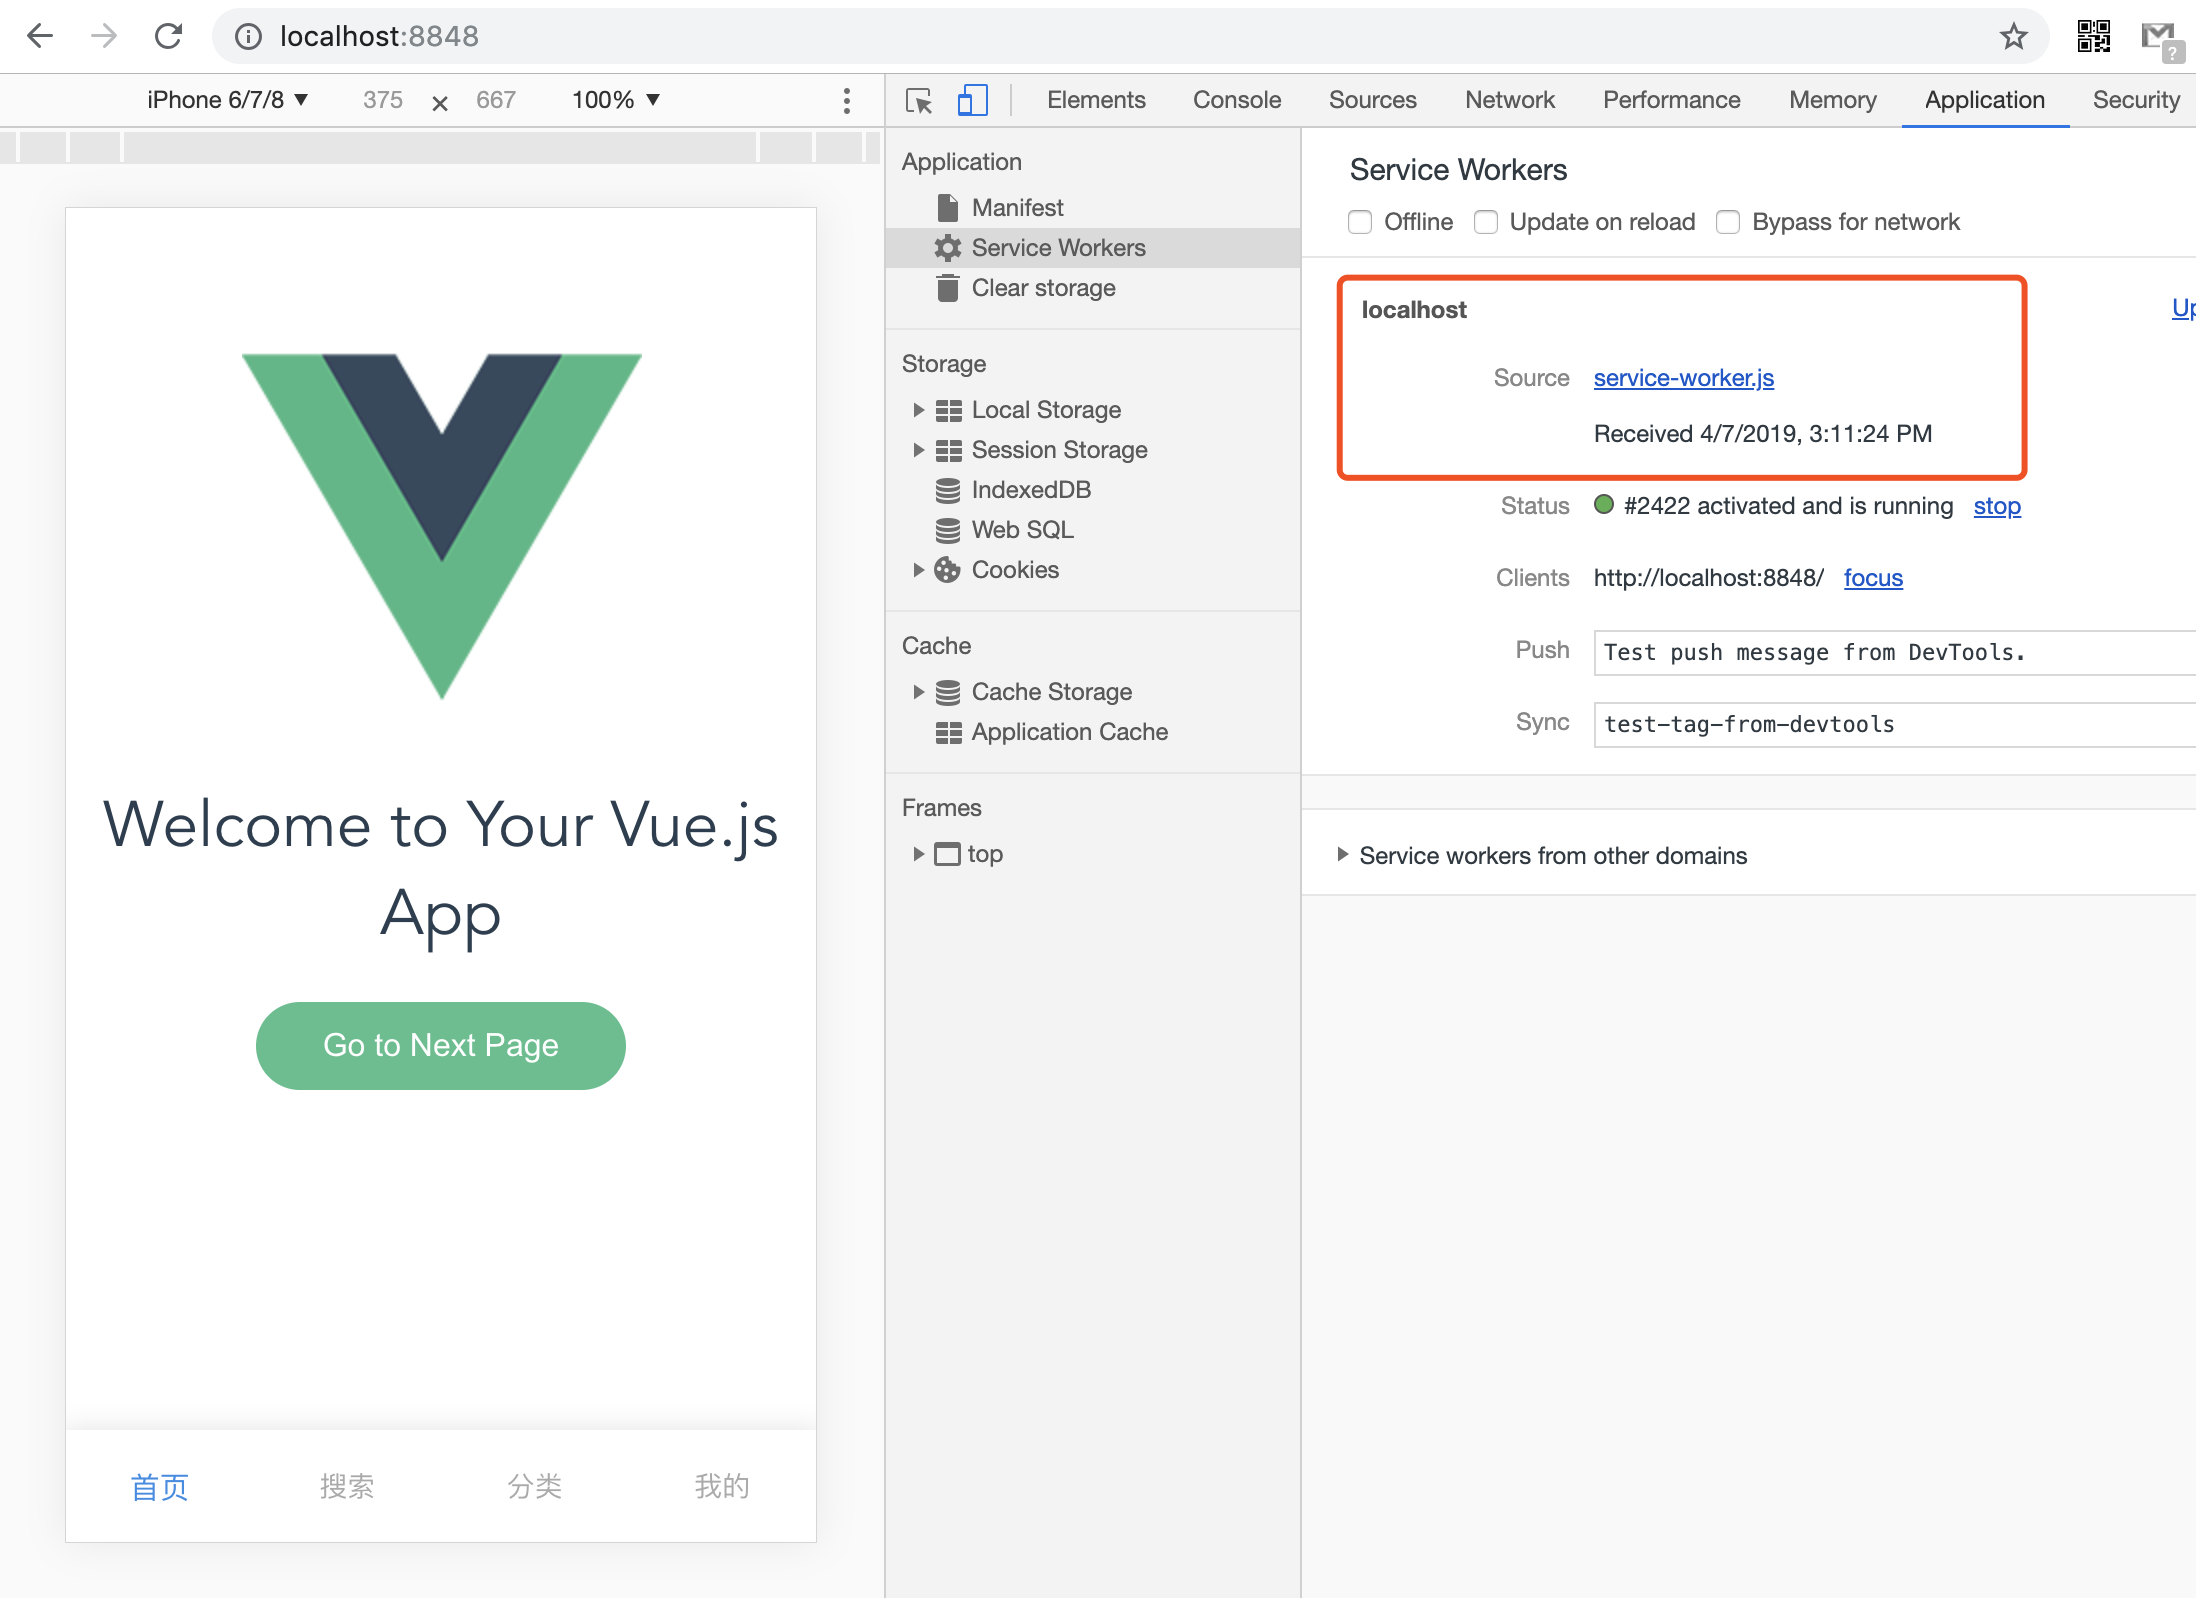 localhost:8848
?
iPhone 6/7/8 ▼ 375 × 667 100% ▼
Elements Console Sources Network Performance Memory Application Security
Welcome to Your Vue.js
App
Go to Next Page
首页 搜索 分类 我的
Application
Manifest
Service Workers
Clear storage
Storage
Local Storage
Session Storage
IndexedDB
Web SQL
Cookies
Cache
Cache Storage
Application Cache
Frames
top
Service Workers
Offline Update on reload Bypass for network
localhost Up
Source service-worker.js
Received 4/7/2019, 3:11:24 PM
Status #2422 activated and is running stop
Clients http://localhost:8848/ focus
Push Test push message from DevTools.
Sync test-tag-from-devtools
Service workers from other domains